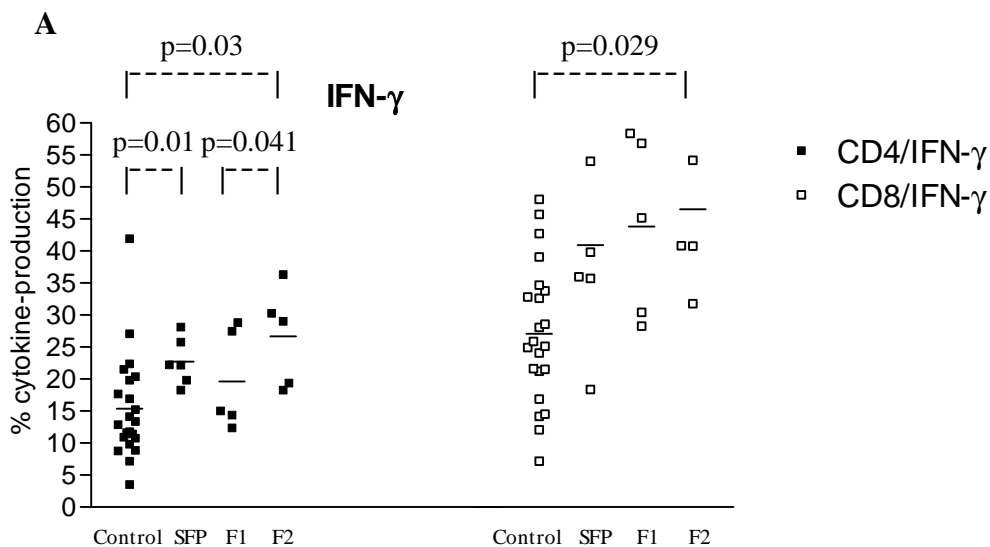 A
p=0.03
p=0.029
IFN-γ
p=0.01
p=0.041
60
55
50
45
40
35
30
25
20
15
10
5
0
% cytokine-production
Control SFP F1 F2
Control SFP F1 F2
CD4/IFN-γ
CD8/IFN-γ